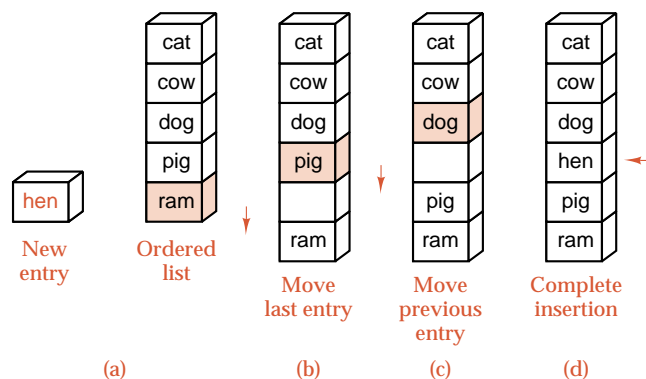 hen
New
entry
cat
cow
dog
pig
ram
Ordered
list
(a)
cat
cow
dog
pig
ram
Move
last entry
(b)
cat
cow
dog
pig
ram
Move
previous
entry
(c)
cat
cow
dog
hen
pig
ram
Complete
insertion
(d)